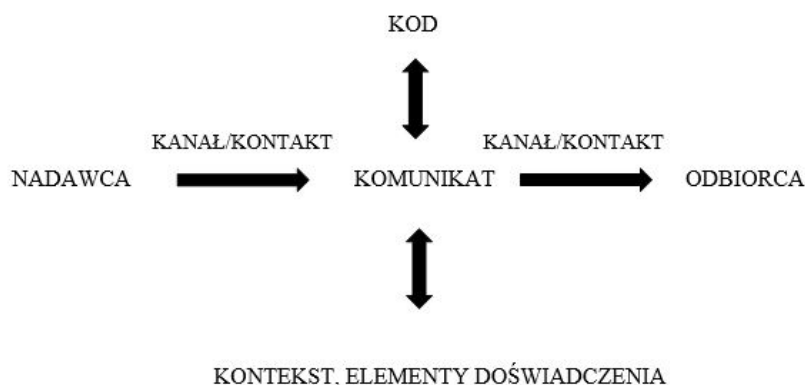 KOD
KANAŁ/KONTAKT KANAŁ/KONTAKT
NADAWCA KOMUNIKAT ODBIORCA
KONTEKST, ELEMENTY DOŚWIADCZENIA